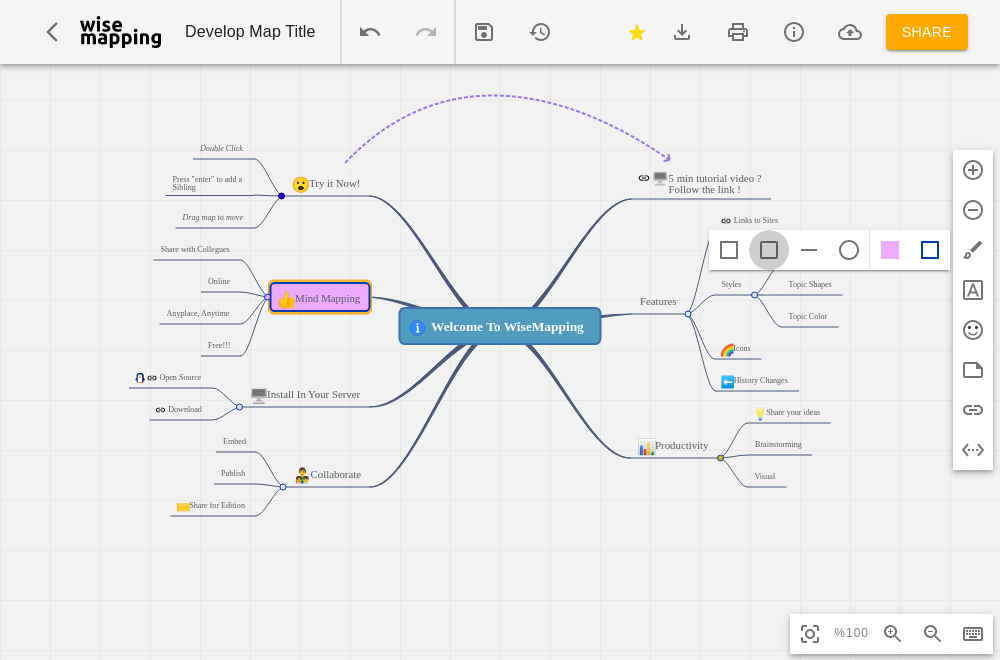 wise
mapping
Develop Map Title
SHARE
Double Click
Press "enter" to add a
Sibling
Drag map to move
Try it Now!
Share with Collegues
Online
Anyplace, Anytime
Free!!!
Mind Mapping
Open Source
Download
Install In Your Server
Embed
Publish
Share for Edition
Collaborate
Welcome To WiseMapping
5 min tutorial video ?
Follow the link !
Links to Sites
Features
Styles
Topic Shapes
Topic Color
Icons
History Changes
Productivity
Share your ideas
Brainstorming
Visual
A
%100